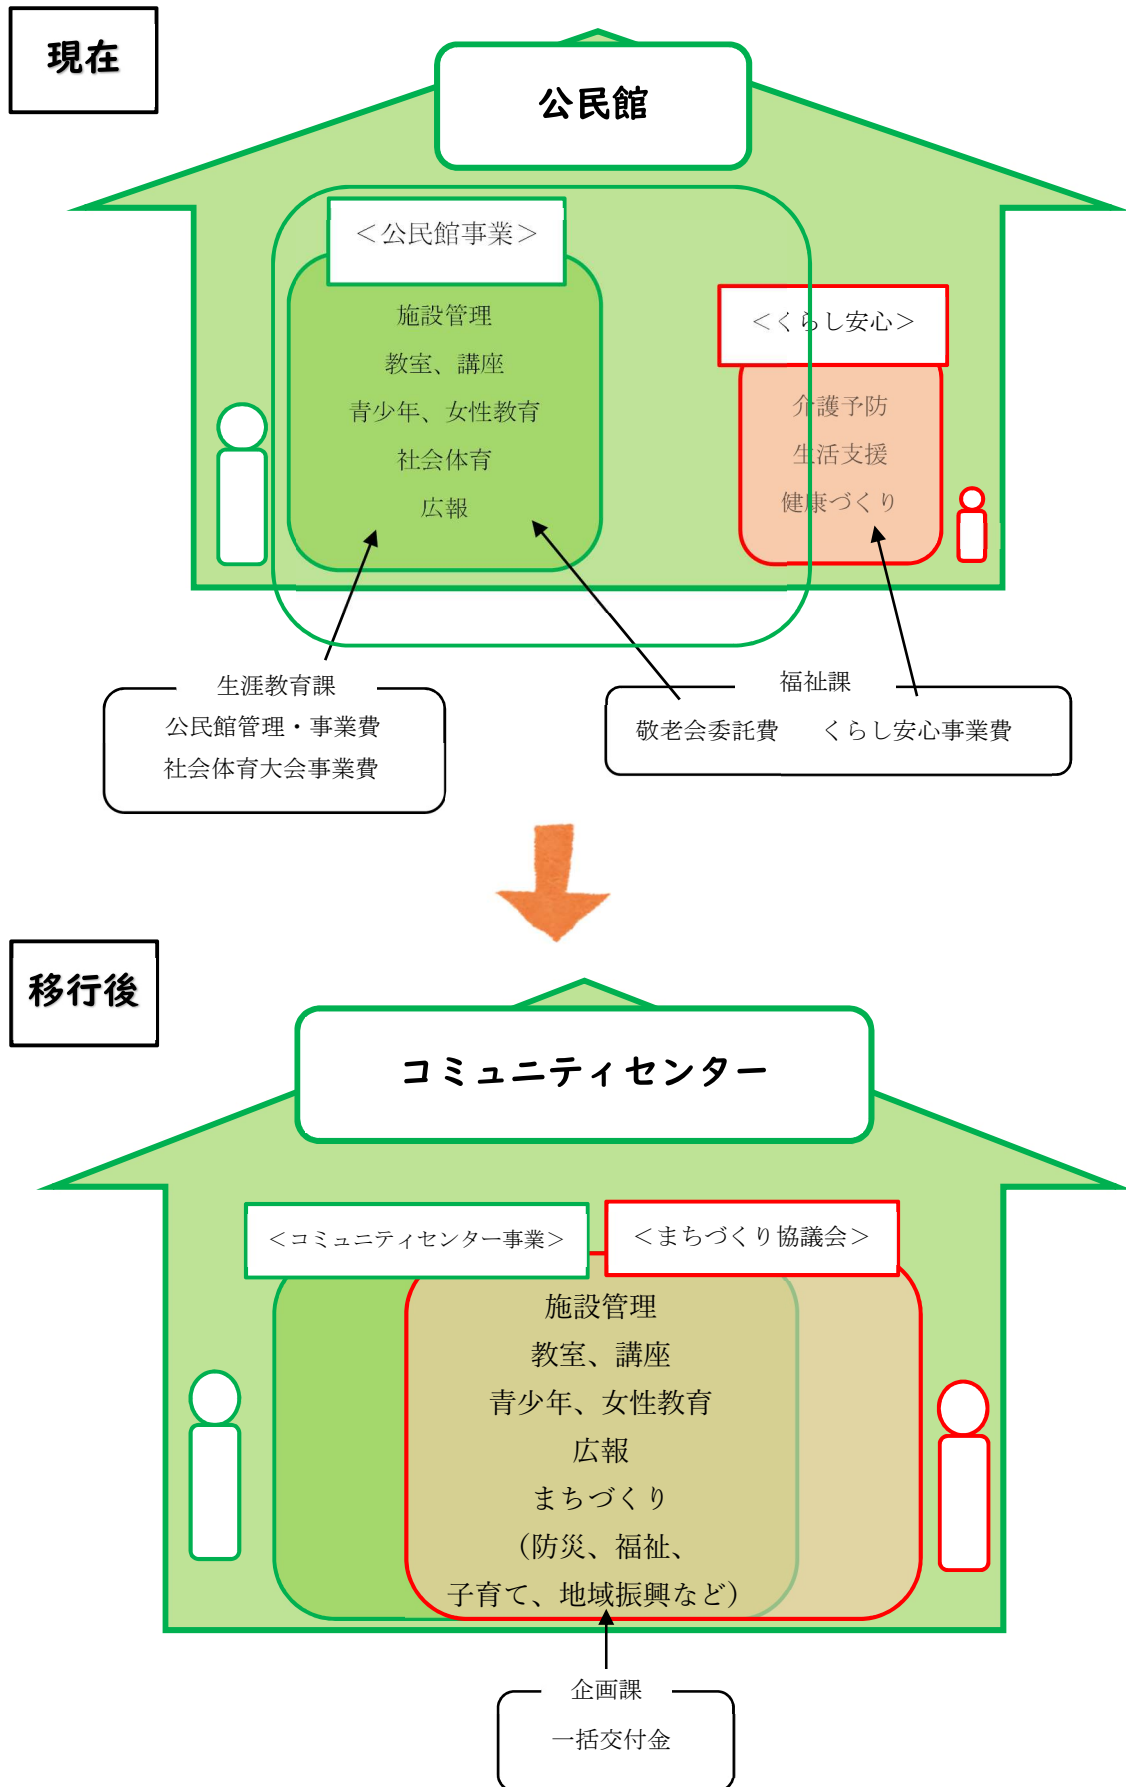 現在
公民館
＜公民館事業＞
施設管理
教室、講座
青少年、女性教育
社会体育
広報
＜くらし安心＞
介護予防
生活支援
健康づくり
生涯教育課
公民館管理・事業費
社会体育大会事業費
福祉課
敬老会委託費　くらし安心事業費
移行後
コミュニティセンター
＜コミュニティセンター事業＞
＜まちづくり協議会＞
施設管理
教室、講座
青少年、女性教育
広報
まちづくり
（防災、福祉、
子育て、地域振興など）
企画課
一括交付金